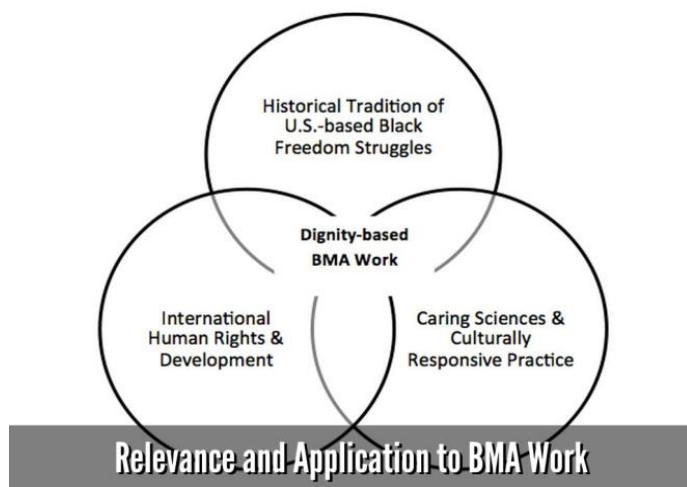 Historical Tradition of
U.S.-based Black
Freedom Struggles
Dignity-based
BMA Work
International
Human Rights &
Development
Caring Sciences &
Culturally
Responsive Practice
Relevance and Application to BMA Work